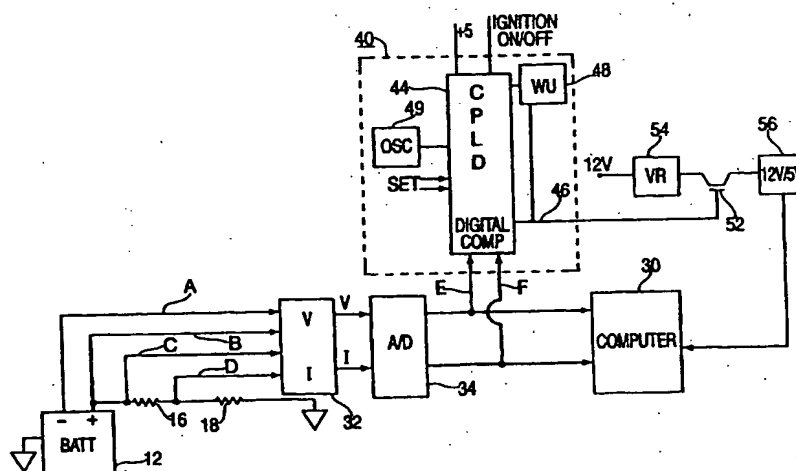 +5
IGNITION
ON/OFF
40
44
CPLD
WU
48
49
OSC
SET
DIGITAL
COMP
46
12V
54
VR
52
56
12V/5V
E
F
30
COMPUTER
A
B
C
D
V
I
V
I
32
A/D
34
16
18
- +
BATT
12